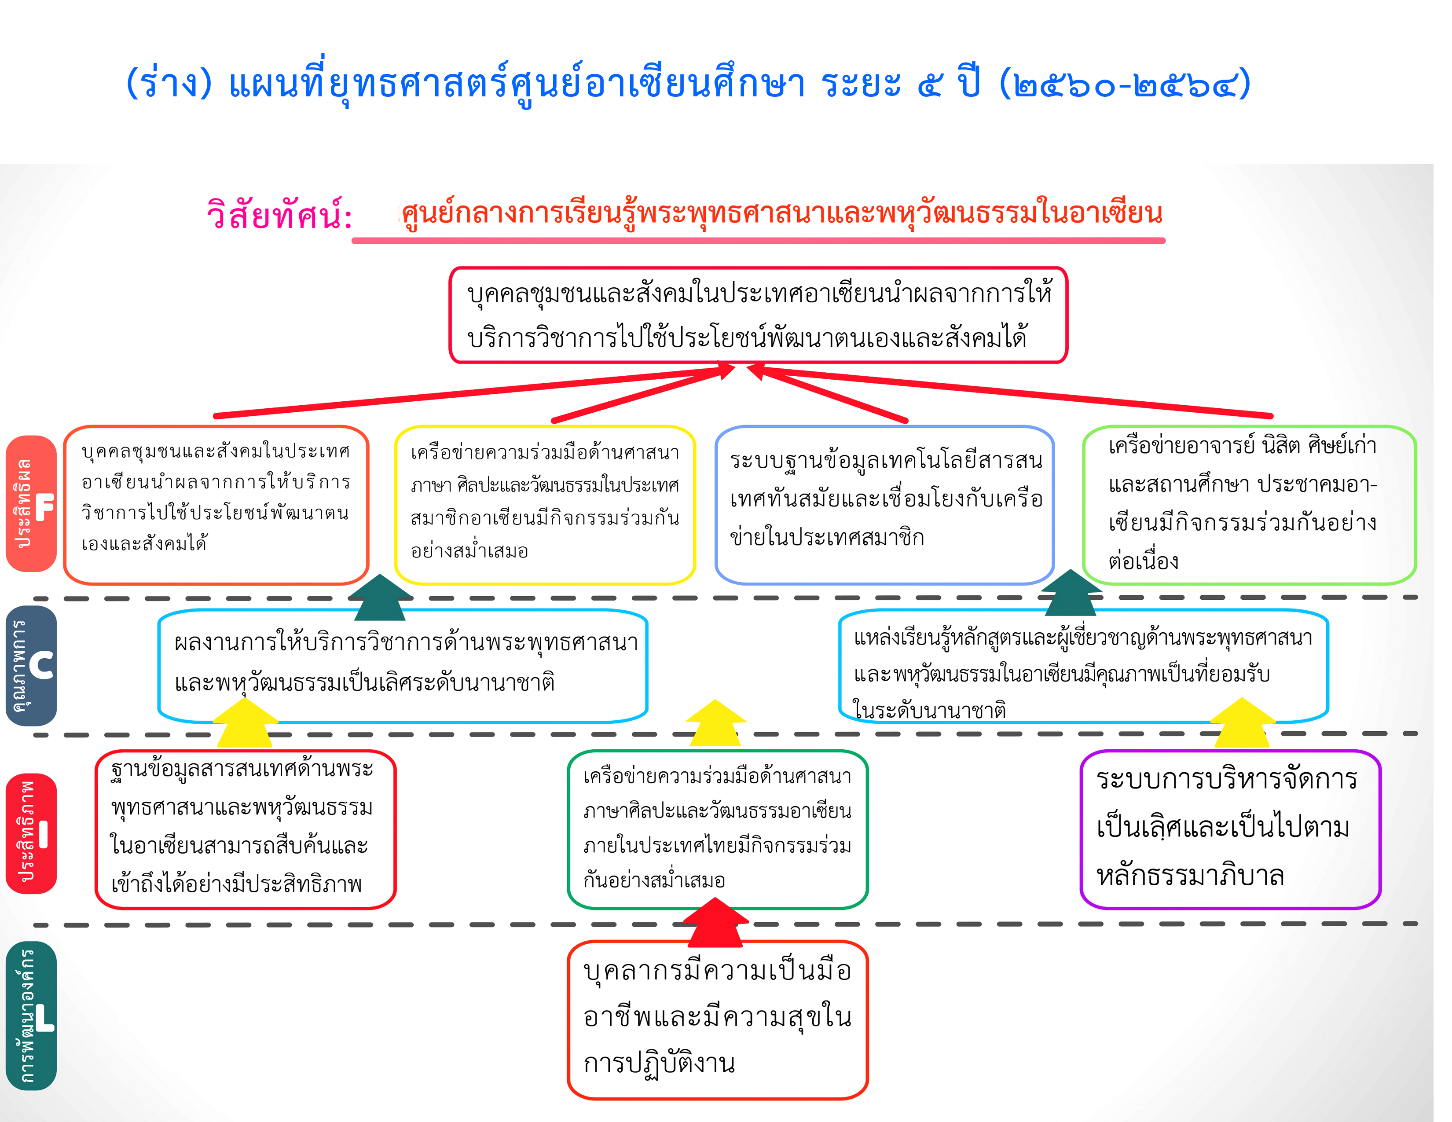 (ร่าง) แผนที่ยุทธศาสตร์ศูนย์อาเซียนศึกษา ระยะ ๕ ปี (๒๕๖๐-๒๕๖๔)
วิสัยทัศน์: ศูนย์กลางการเรียนรู้พระพุทธศาสนาและพหุวัฒนธรรมในอาเซียน
บุคคลชุมชนและสังคมในประเทศอาเซียนนำผลจากการให้
บริการวิชาการไปใช้ประโยชน์พัฒนาตนเองและสังคมได้
ประสิทธิผล
F
บุคคลชุมชนและสังคมในประเทศ
อาเซียนนำผลจากการให้บริการ
วิชาการไปใช้ประโยชน์พัฒนาตน
เองและสังคมได้
เครือข่ายความร่วมมือด้านศาสนา
ภาษา ศิลปะและวัฒนธรรมในประเทศ
สมาชิกอาเซียนมีกิจกรรมร่วมกัน
อย่างสม่ำเสมอ
ระบบฐานข้อมูลเทคโนโลยีสารสน
เทศทันสมัยและเชื่อมโยงกับเครือ
ข่ายในประเทศสมาชิก
เครือข่ายอาจารย์ นิสิต ศิษย์เก่า
และสถานศึกษา ประชาคมอา-
เซียนมีกิจกรรมร่วมกันอย่าง
ต่อเนื่อง
คุณภาพการ
C
ผลงานการให้บริการวิชาการด้านพระพุทธศาสนา
และพหุวัฒนธรรมเป็นเลิศระดับนานาชาติ
แหล่งเรียนรู้หลักสูตรและผู้เชี่ยวชาญด้านพระพุทธศาสนา
และพหุวัฒนธรรมในอาเซียนมีคุณภาพเป็นที่ยอมรับ
ในระดับนานาชาติ
ประสิทธิภาพ
I
ฐานข้อมูลสารสนเทศด้านพระ
พุทธศาสนาและพหุวัฒนธรรม
ในอาเซียนสามารถสืบค้นและ
เข้าถึงได้อย่างมีประสิทธิภาพ
เครือข่ายความร่วมมือด้านศาสนา
ภาษาศิลปะและวัฒนธรรมอาเซียน
ภายในประเทศไทยมีกิจกรรมร่วม
กันอย่างสม่ำเสมอ
ระบบการบริหารจัดการ
เป็นเลิฺศและเป็นไปตาม
หลักธรรมาภิบาล
การพัฒนาองค์กร
L
บุคลากรมีความเป็นมือ
อาชีพและมีความสุขใน
การปฏิบัติงาน